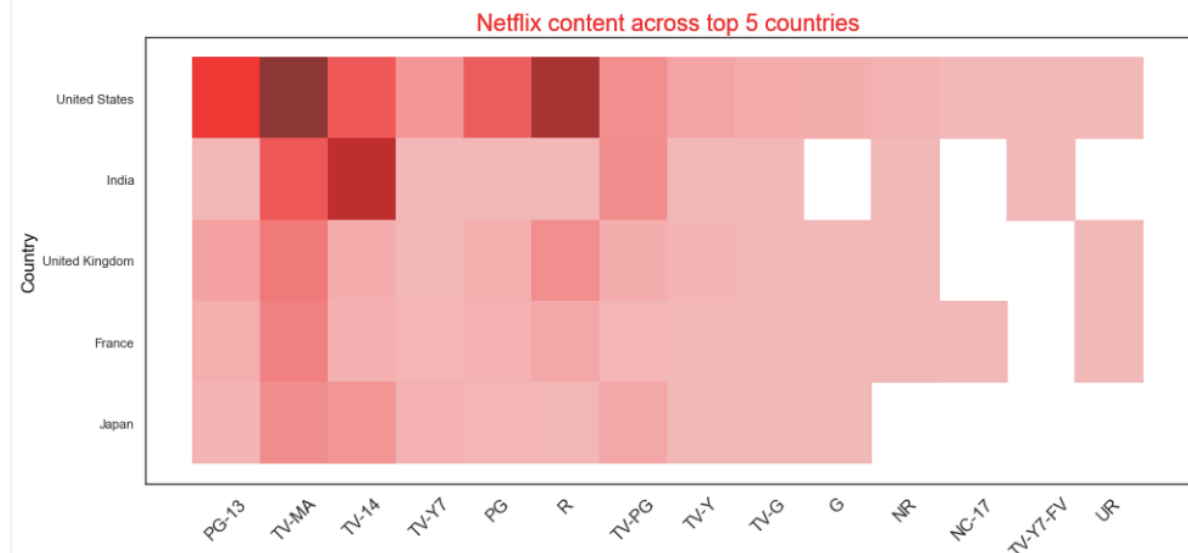 Netflix content across top 5 countries
Country
United States
India
United Kingdom
France
Japan
PG-13
TV-MA
TV-14
TV-Y7
PG
R
TV-PG
TV-Y
TV-G
G
NR
NC-17
TV-Y7-FV
UR